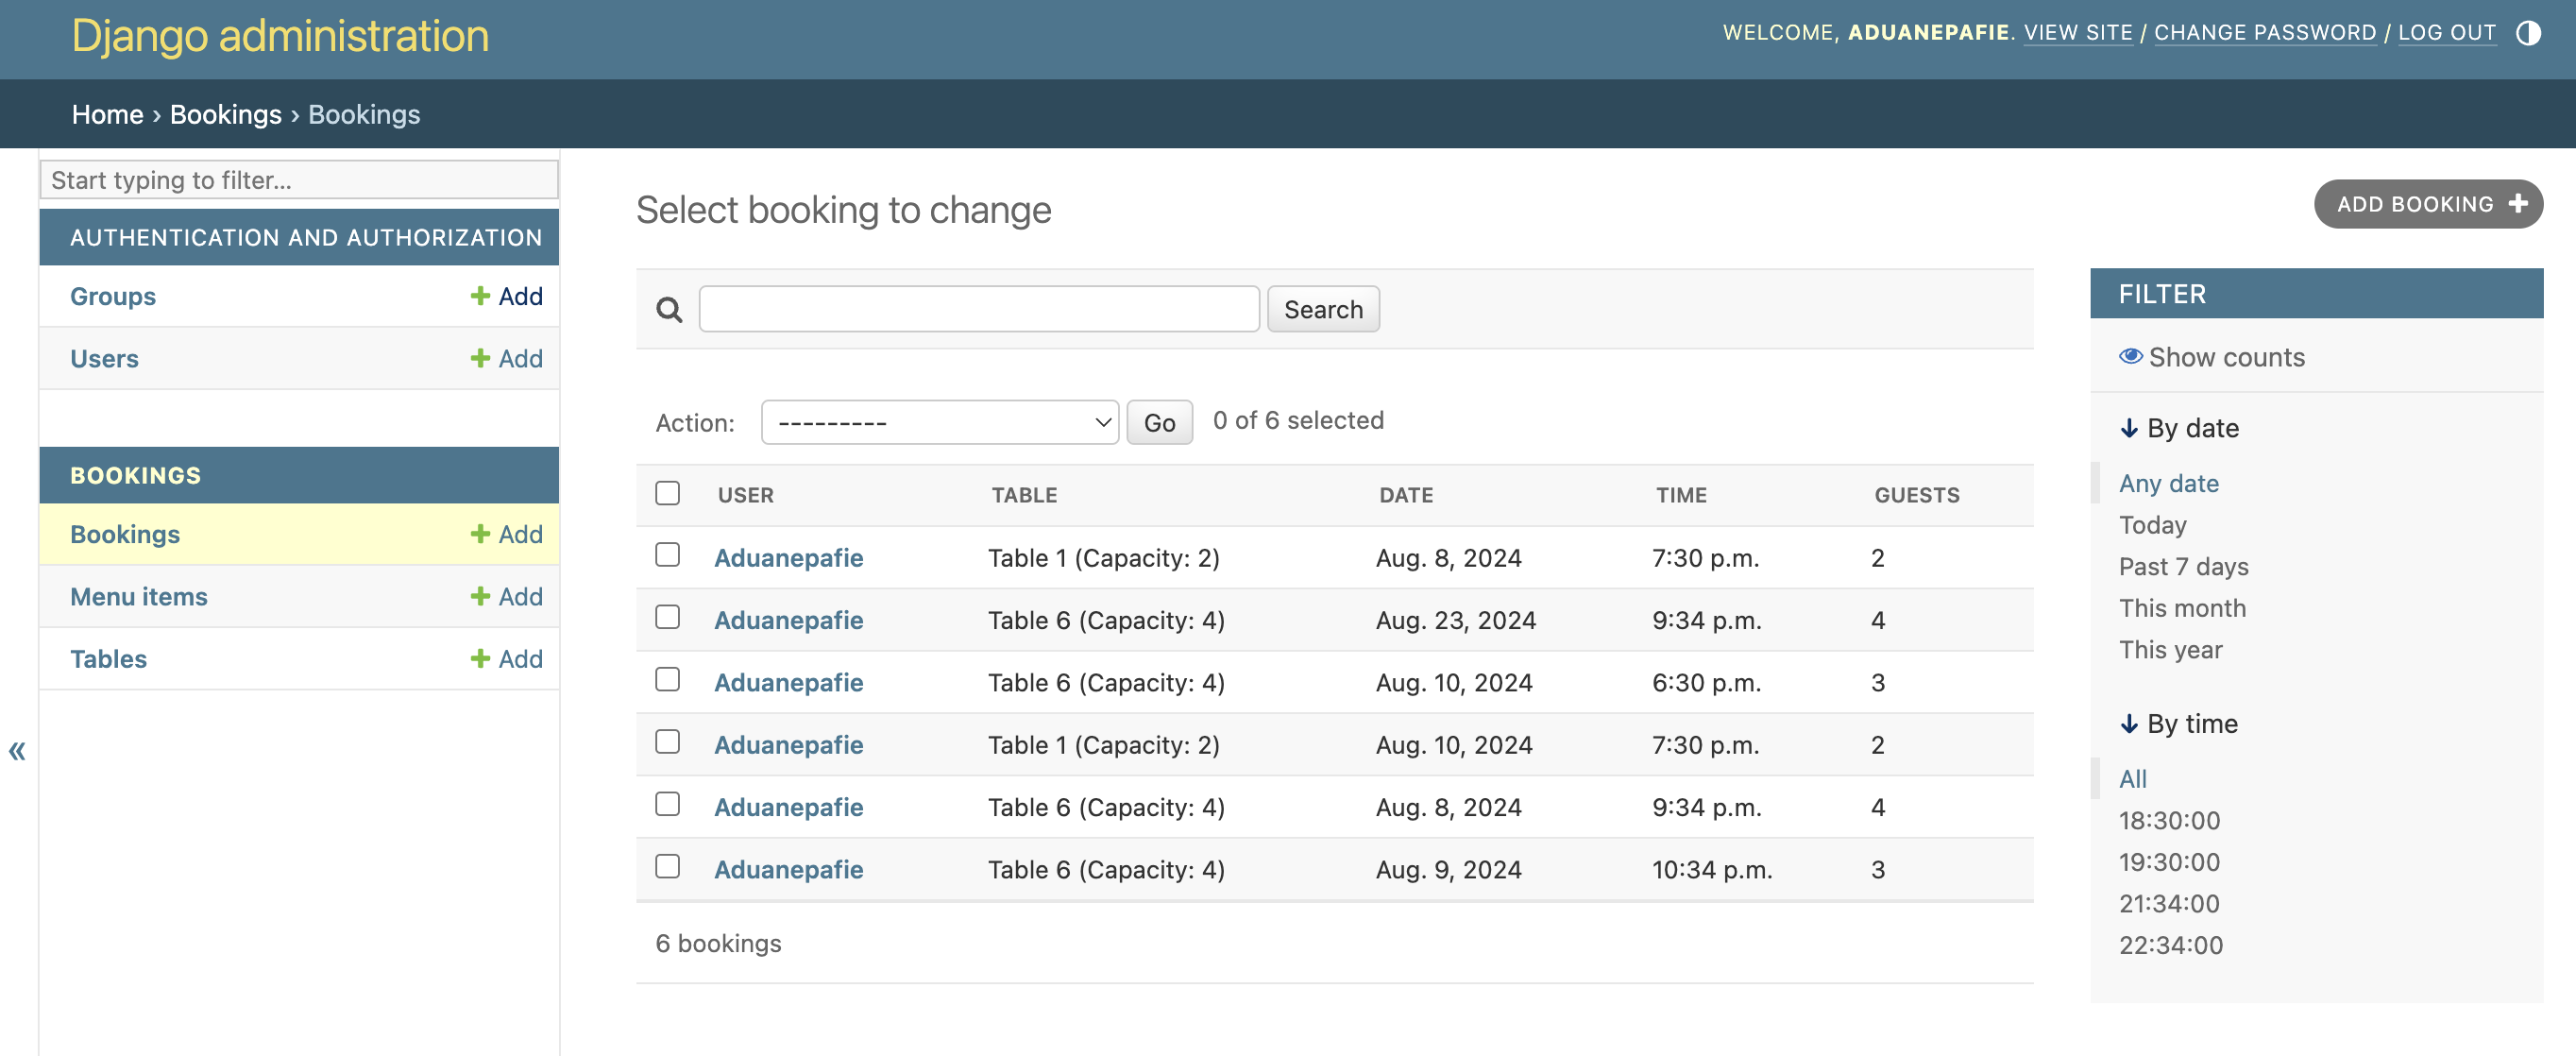 Django administration
WELCOME, ADUANEPAFIE. VIEW SITE / CHANGE PASSWORD / LOG OUT
Home › Bookings › Bookings
Start typing to filter...
AUTHENTICATION AND AUTHORIZATION
Groups + Add
Users + Add
BOOKINGS
Bookings + Add
Menu items + Add
Tables + Add
«
Select booking to change
ADD BOOKING +
Search
Action: --------- Go 0 of 6 selected
USER TABLE DATE TIME GUESTS
Aduanepafie Table 1 (Capacity: 2) Aug. 8, 2024 7:30 p.m. 2
Aduanepafie Table 6 (Capacity: 4) Aug. 23, 2024 9:34 p.m. 4
Aduanepafie Table 6 (Capacity: 4) Aug. 10, 2024 6:30 p.m. 3
Aduanepafie Table 1 (Capacity: 2) Aug. 10, 2024 7:30 p.m. 2
Aduanepafie Table 6 (Capacity: 4) Aug. 8, 2024 9:34 p.m. 4
Aduanepafie Table 6 (Capacity: 4) Aug. 9, 2024 10:34 p.m. 3
6 bookings
FILTER
Show counts
↓ By date
Any date
Today
Past 7 days
This month
This year
↓ By time
All
18:30:00
19:30:00
21:34:00
22:34:00